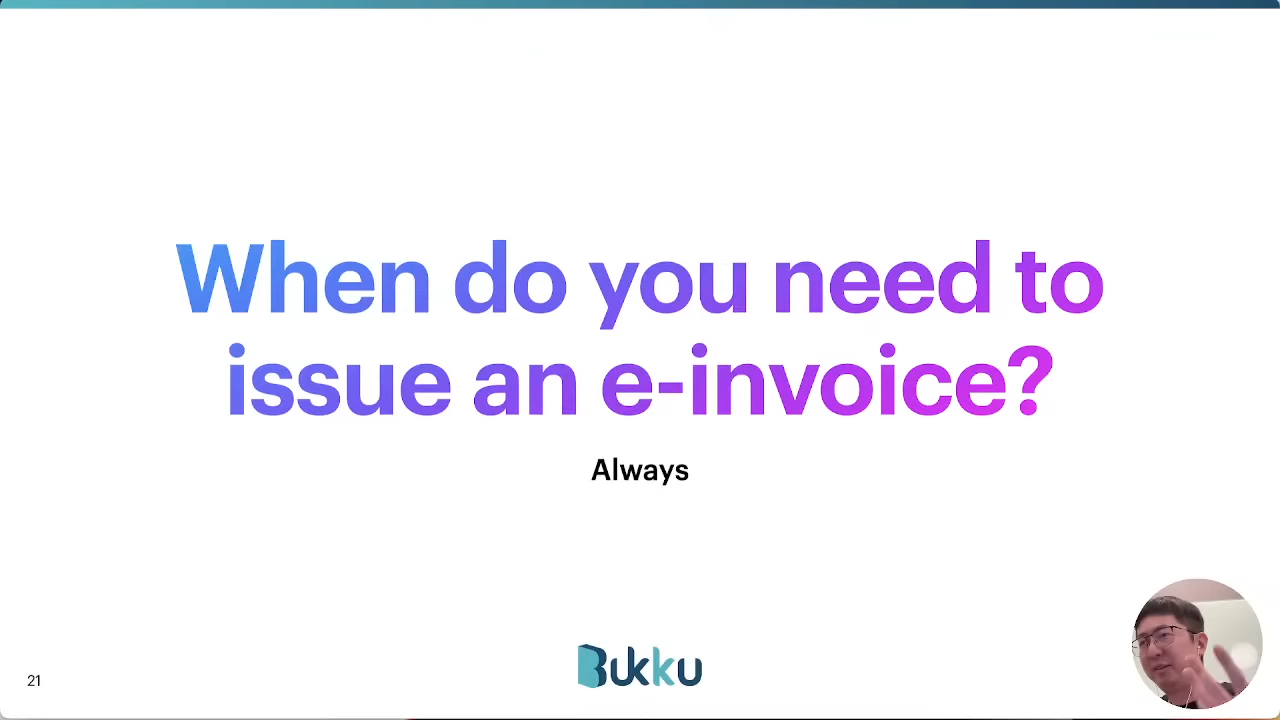 When do you need to
issue an e-invoice?
Always
21
Bukku